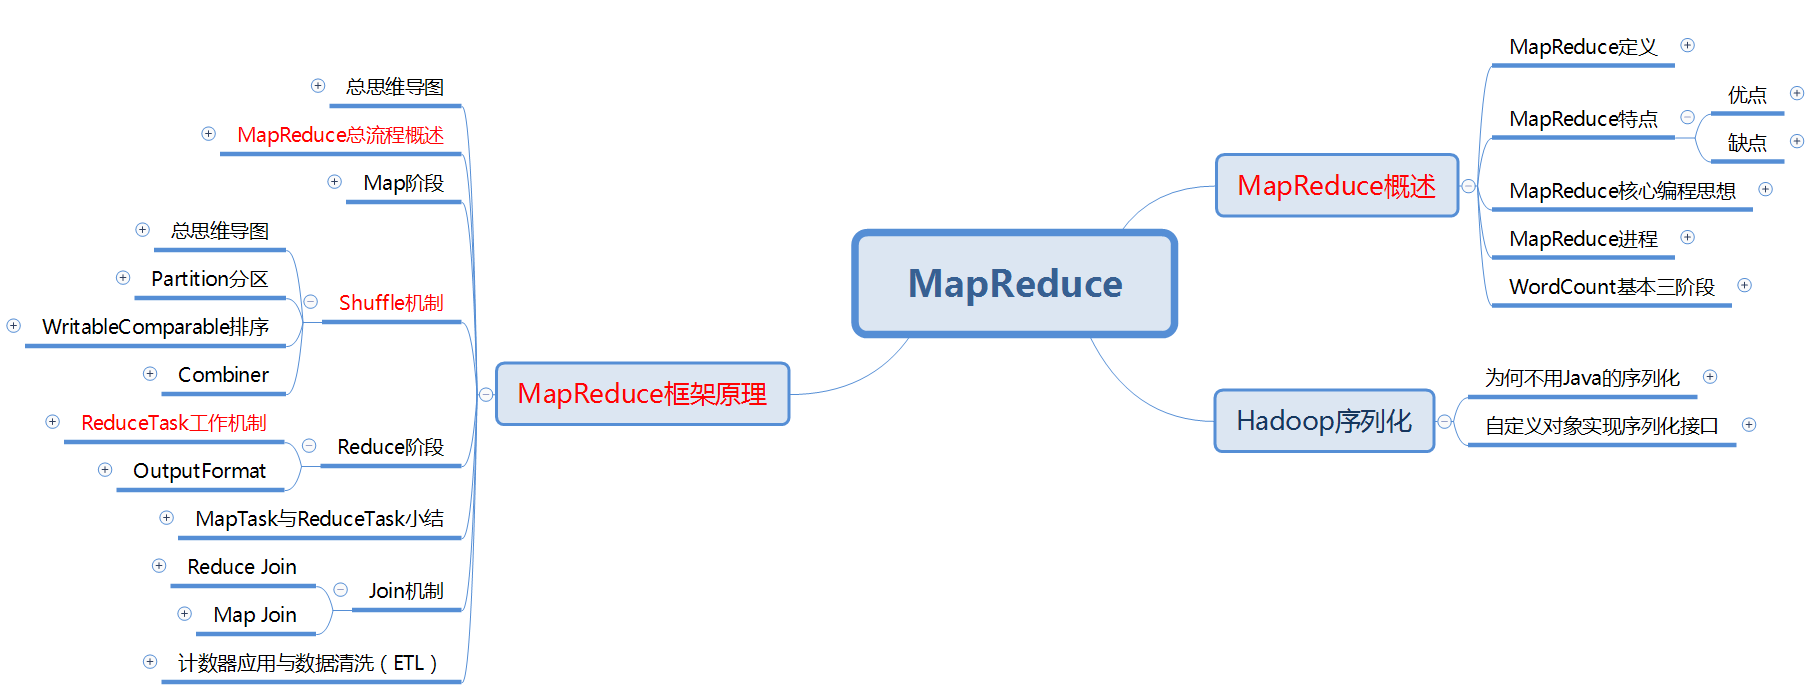 MapReduce
MapReduce概述
MapReduce定义
MapReduce特点
优点
缺点
MapReduce核心编程思想
MapReduce进程
WordCount基本三阶段
Hadoop序列化
为何不用Java的序列化
自定义对象实现序列化接口
MapReduce框架原理
总思维导图
MapReduce总流程概述
Map阶段
Shuffle机制
总思维导图
Partition分区
WritableComparable排序
Combiner
Reduce阶段
ReduceTask工作机制
OutputFormat
MapTask与ReduceTask小结
Join机制
Reduce Join
Map Join
计数器应用与数据清洗（ETL）